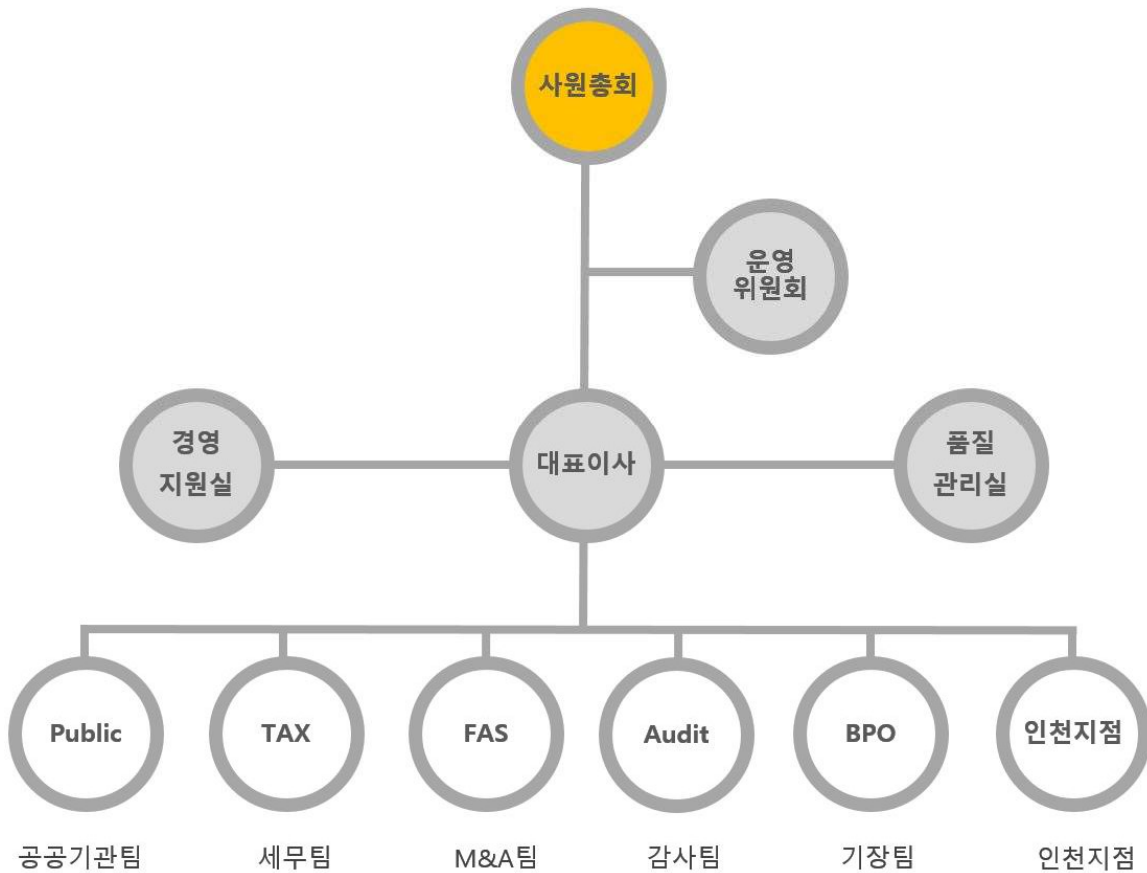 사원총회
운영
위원회
경영
지원실
대표이사
품질
관리실
Public
TAX
FAS
Audit
BPO
인천지점
공공기관팀
세무팀
M&A팀
감사팀
기장팀
인천지점